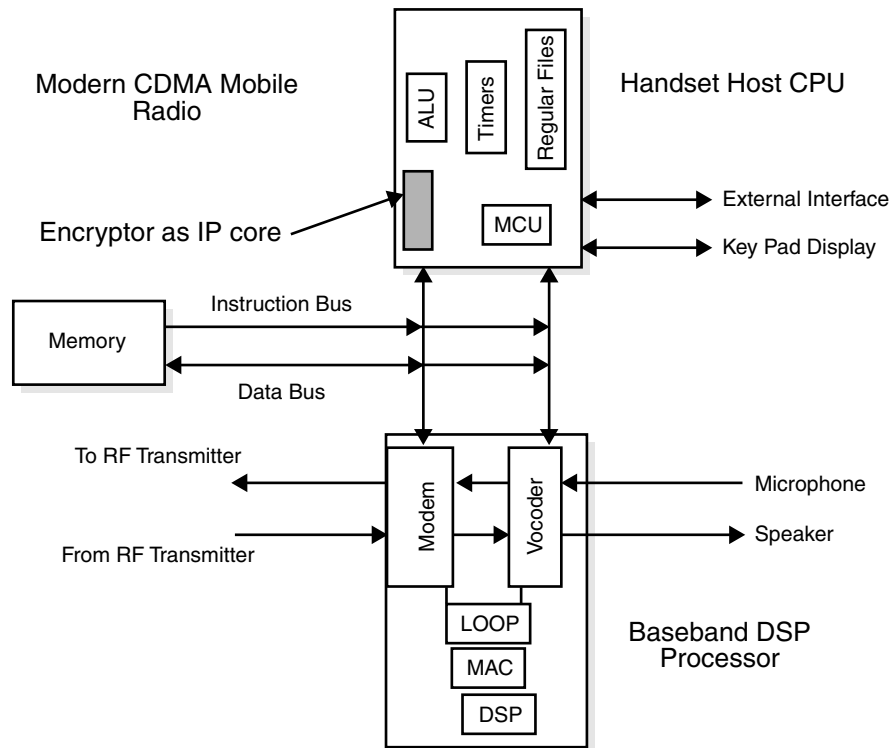 Modern CDMA Mobile
Radio
Handset Host CPU
ALU
Timers
Regular Files
MCU
Encryptor as IP core
External Interface
Key Pad Display
Instruction Bus
Memory
Data Bus
To RF Transmitter
From RF Transmitter
Modem
Vocoder
Microphone
Speaker
LOOP
MAC
DSP
Baseband DSP
Processor